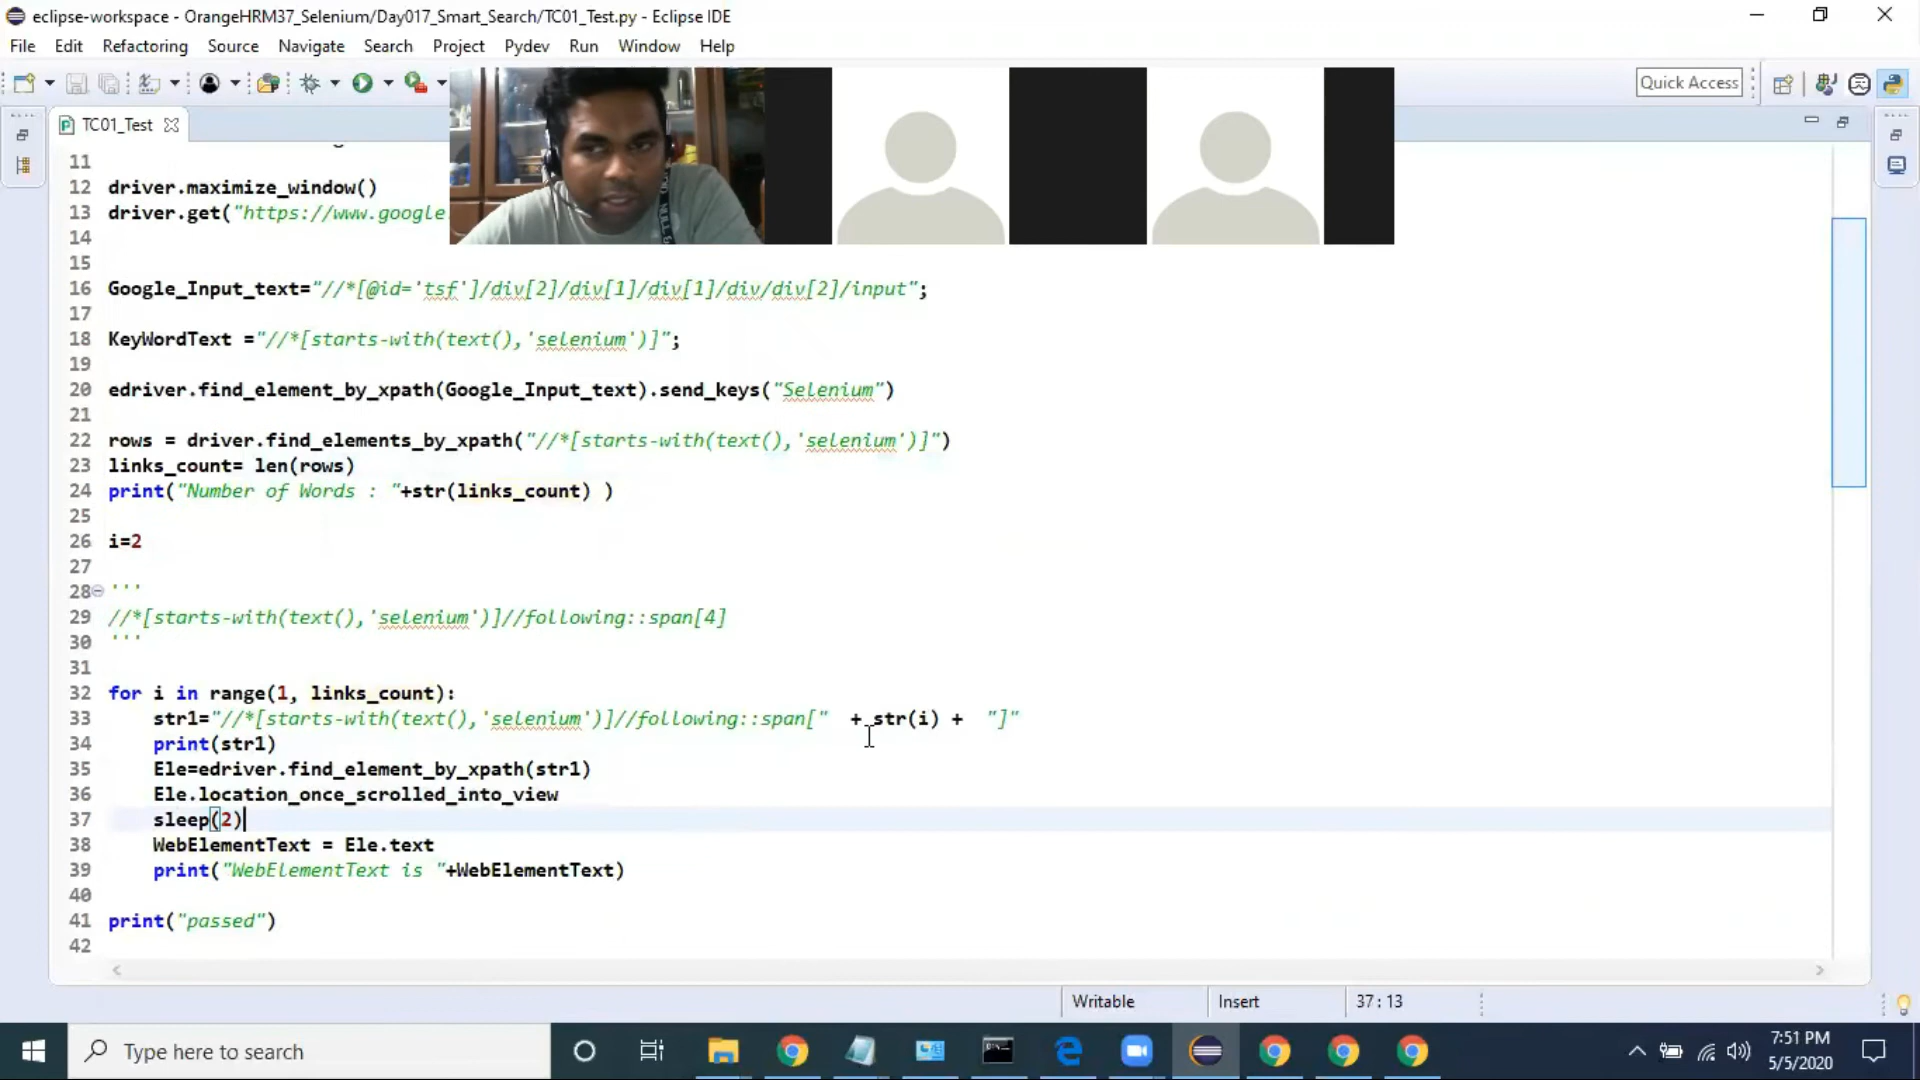 eclipse-workspace - OrangeHRM37_Selenium/Day017_Smart_Search/TC01_Test.py - Eclipse IDE
File Edit Refactoring Source Navigate Search Project Pydev Run Window Help
Quick Access
TC01_Test
11
12 driver.maximize_window()
13 driver.get("https://www.google.
14
15
16 Google_Input_text="//*[@id='tsf']/div[2]/div[1]/div[1]/div/div[2]/input";
17
18 KeyWordText ="//*[starts-with(text(),'selenium')]";
19
20 edriver.find_element_by_xpath(Google_Input_text).send_keys("Selenium")
21
22 rows = driver.find_elements_by_xpath("//*[starts-with(text(),'selenium')]")
23 links_count= len(rows)
24 print("Number of Words : "+str(links_count) )
25
26 i=2
27
28 '''
29 //*[starts-with(text(),'selenium')]//following::span[4]
30 '''
31
32 for i in range(1, links_count):
33 str1="//*[starts-with(text(),'selenium')]//following::span[" + str(i) + "]"
34 print(str1)
35 Ele=edriver.find_element_by_xpath(str1)
36 Ele.location_once_scrolled_into_view
37 sleep(2)
38 WebElementText = Ele.text
39 print("WebElementText is "+WebElementText)
40
41 print("passed")
42
Writable Insert 37 : 13
Type here to search
7:51 PM
5/5/2020